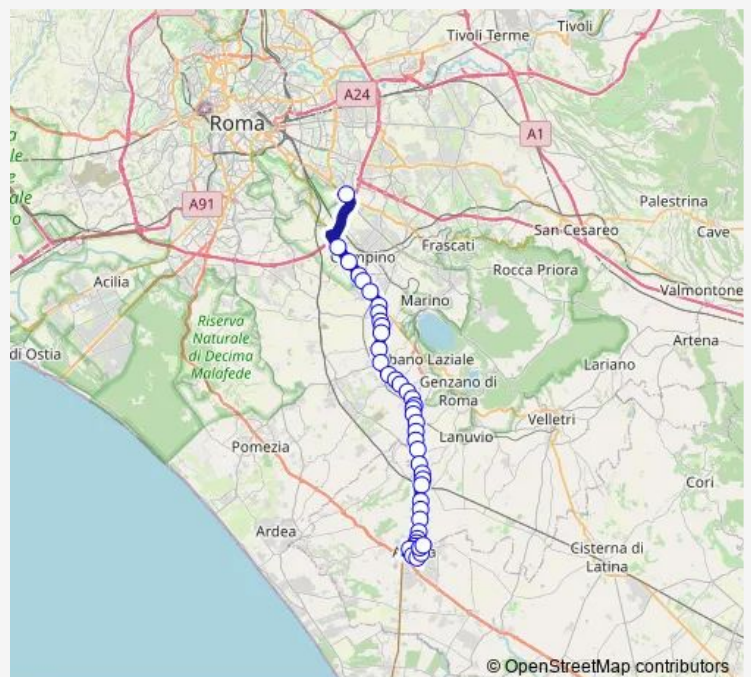 Tivoli
Tivoli Terme
A24
Roma
A1
A91
Palestrina
San Cesareo
Cave
Frascati
Rocca Priora
Acilia
Valmontone
Marino
Riserva
Naturale
di Decima
Malafede
di Ostia
Artena
bano Laziale
Lariano
Genzano di
Roma
Velletri
Lanuvio
Pomezia
Cori
Ardea
Cisterna di
Latina
© OpenStreetMap contributors